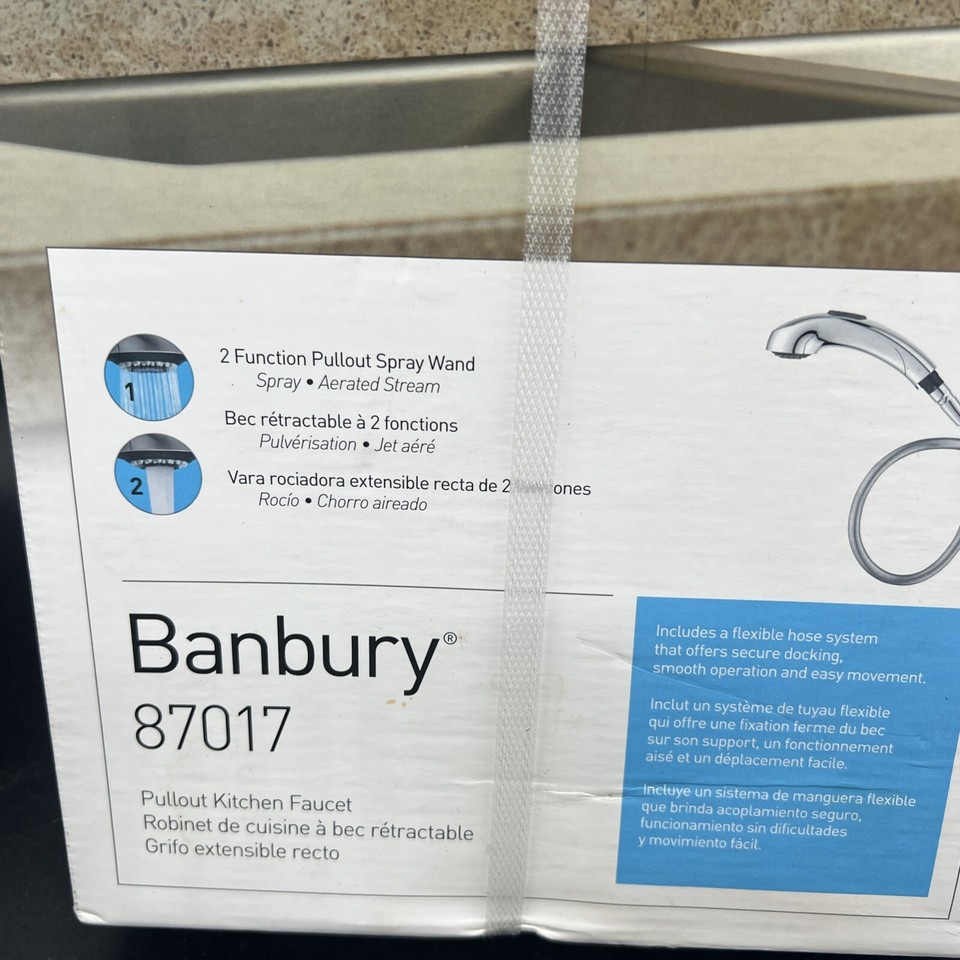 1
2 Function Pullout Spray Wand
Spray • Aerated Stream
Bec rétractable à 2 fonctions
Pulvérisation • Jet aéré
2
Vara rociadora extensible recta de 2 ones
Rocío • Chorro aireado
Banbury®
87017
Pullout Kitchen Faucet
Robinet de cuisine à bec rétractable
Grifo extensible recto
Includes a flexible hose system
that offers secure docking,
smooth operation and easy movement.
Inclut un système de tuyau flexible
qui offre une fixation ferme du bec
sur son support, un fonctionnement
aisé et un déplacement facile.
Incluye un sistema de manguera flexible
que brinda acoplamiento seguro,
funcionamiento sin dificultades
y movimiento fácil.